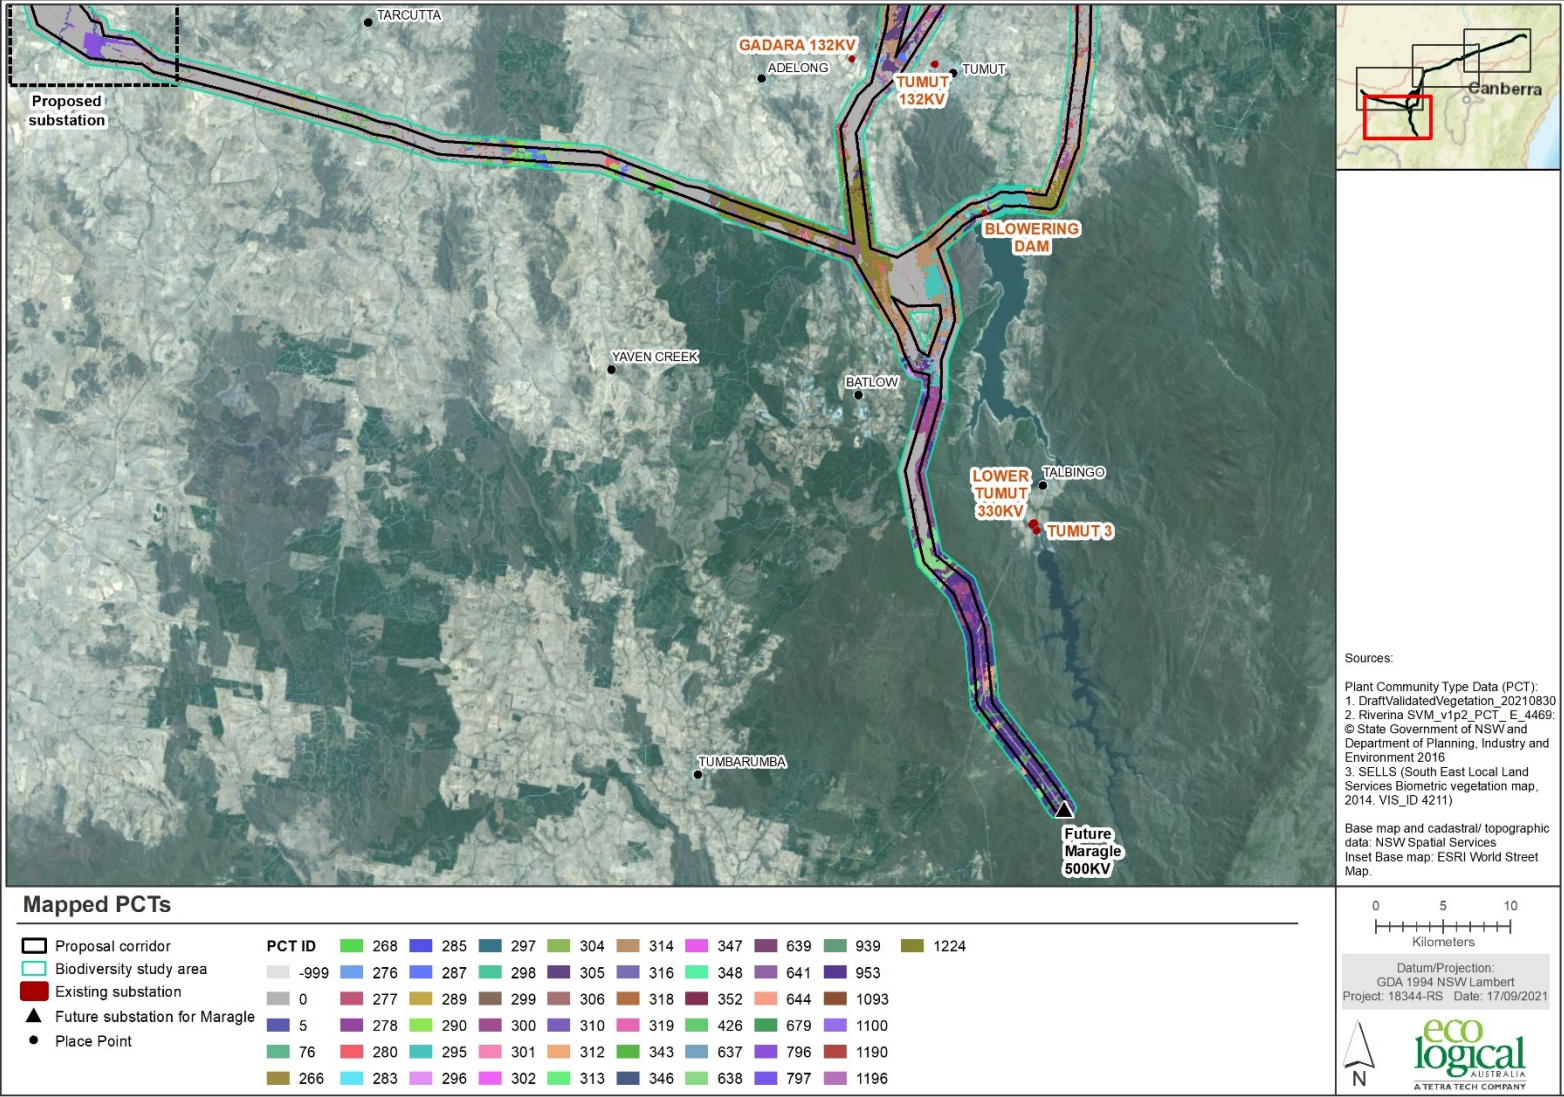 TARCUTTA
GADARA 132KV
ADELONG
TUMUT
132KV
TUMUT
Proposed
substation
BLOWERING
DAM
YAVEN CREEK
BATLOW
LOWER
TUMUT
330KV
TALBINGO
TUMUT 3
TUMBARUMBA
Future
Maragle
500KV
Canberra
Sources:
Plant Community Type Data (PCT):
1. DraftValidatedVegetation_20210830
2. Riverina SVM_v1p2_PCT_ E_4469:
© State Government of NSW and
Department of Planning, Industry and
Environment 2016
3. SELLS (South East Local Land
Services Biometric vegetation map,
2014. VIS_ID 4211)
Base map and cadastral/ topographic
data: NSW Spatial Services
Inset Base map: ESRI World Street
Map.
Mapped PCTs
Proposal corridor
Biodiversity study area
Existing substation
Future substation for Maragle
Place Point
PCT ID
-999
0
5
76
266
268
276
277
278
280
283
285
287
289
290
295
296
297
298
299
300
301
302
304
305
306
310
312
313
314
316
318
319
343
346
347
348
352
426
637
638
639
641
644
679
796
797
939
953
1093
1100
1190
1196
1224
0 5 10
Kilometers
Datum/Projection:
GDA 1994 NSW Lambert
Project: 18344-RS Date: 17/09/2021
N
eco
logical
AUSTRALIA
A TETRA TECH COMPANY